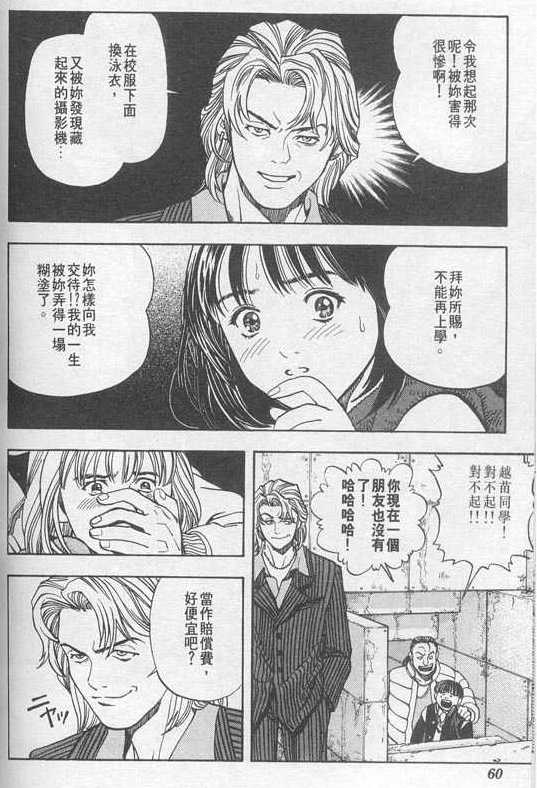 令我想起那次
呢！被妳害得
很慘啊！
在校服下面
換泳衣，
又被妳發現藏
起來的攝影機…
拜妳所賜，
不能再上學。
妳怎樣向我
交待!?我的一生
被妳弄得一塌
糊塗了。
越苗同學！
對不起!!
對不起!!
你現在一個
朋友也沒有
了！
哈哈哈哈！
當作賠償費，
好便宜吧？
ニヤッ
60